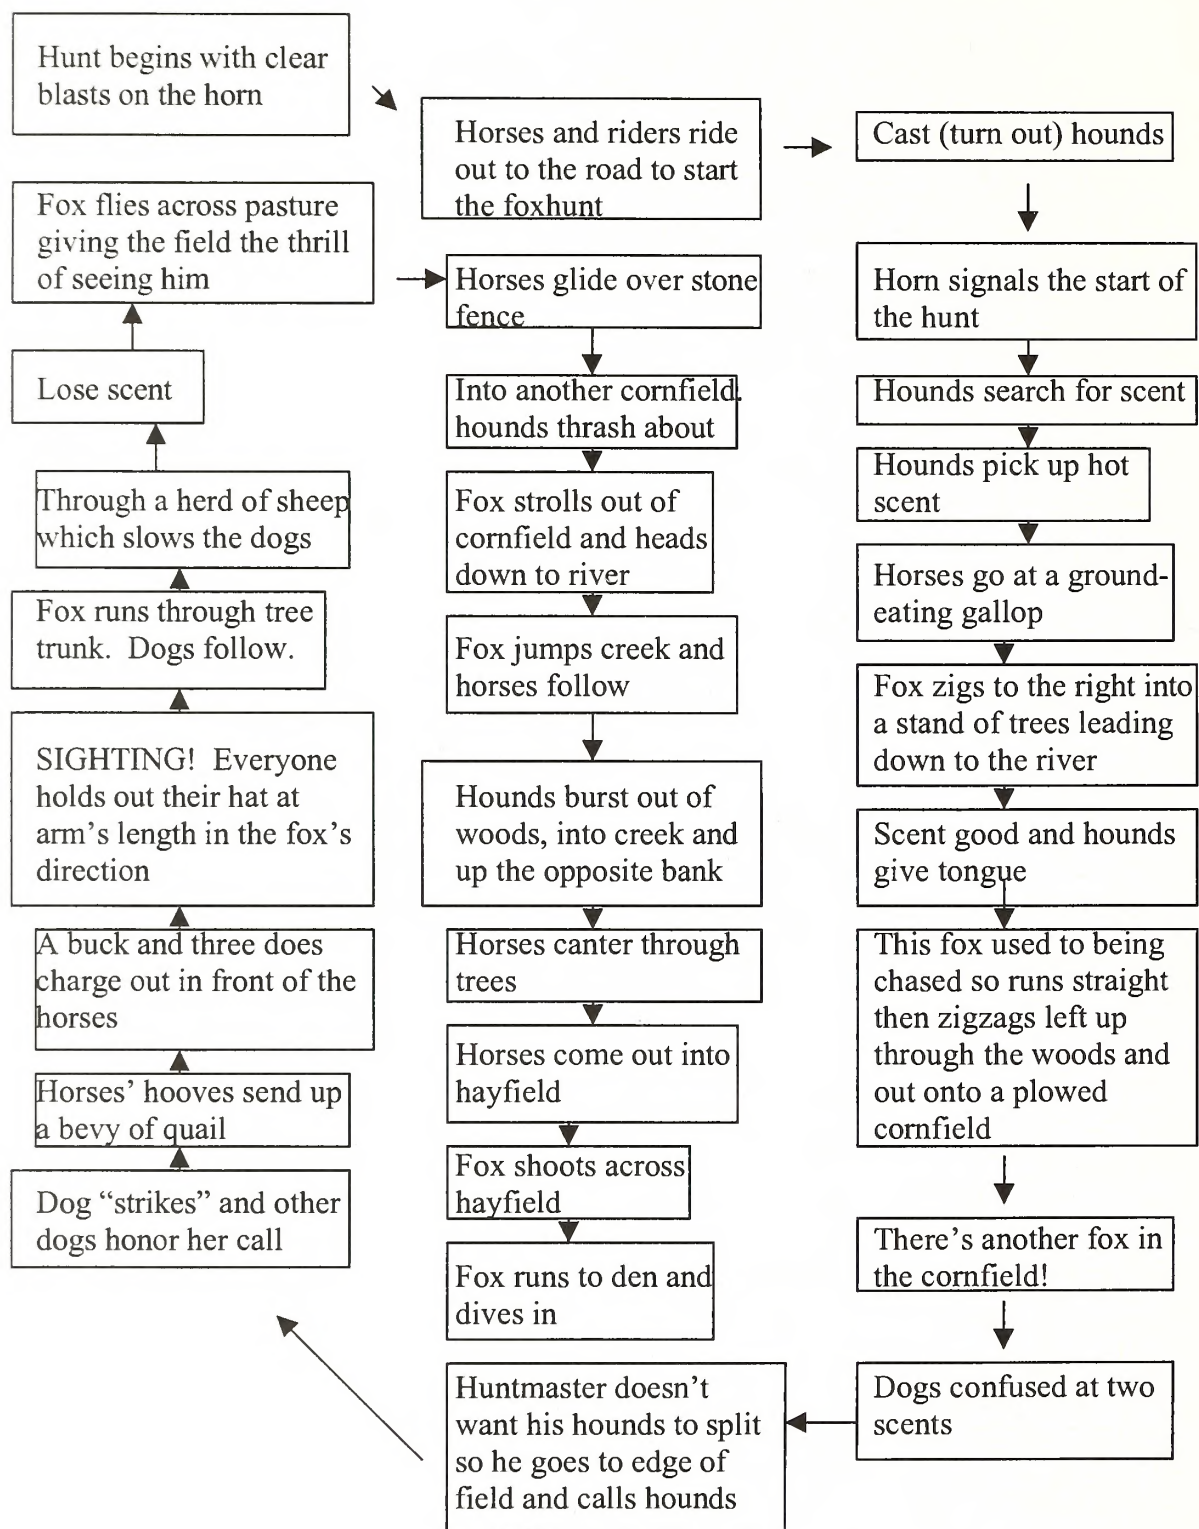 Hunt begins with clear
blasts on the horn
Horses and riders ride
out to the road to start
the foxhunt
Cast (turn out) hounds
Horn signals the start of
the hunt
Hounds search for scent
Hounds pick up hot
scent
Horses go at a ground-
eating gallop
Fox zigs to the right into
a stand of trees leading
down to the river
Scent good and hounds
give tongue
This fox used to being
chased so runs straight
then zigzags left up
through the woods and
out onto a plowed
cornfield
There's another fox in
the cornfield!
Dogs confused at two
scents
Huntmaster doesn't
want his hounds to split
so he goes to edge of
field and calls hounds
Dog “strikes” and other
dogs honor her call
Horses’ hooves send up
a bevy of quail
A buck and three does
charge out in front of the
horses
SIGHTING!  Everyone
holds out their hat at
arm's length in the fox's
direction
Fox runs through tree
trunk.  Dogs follow.
Through a herd of sheep
which slows the dogs
Lose scent
Fox flies across pasture
giving the field the thrill
of seeing him
Horses glide over stone
fence
Into another cornfield.
hounds thrash about
Fox strolls out of
cornfield and heads
down to river
Fox jumps creek and
horses follow
Hounds burst out of
woods, into creek and
up the opposite bank
Horses canter through
trees
Horses come out into
hayfield
Fox shoots across
hayfield
Fox runs to den and
dives in